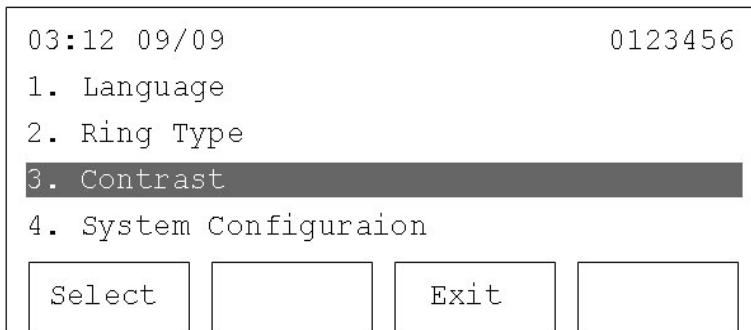 03:12 09/09 0123456
1. Language
2. Ring Type
3. Contrast
4. System Configuraion
Select Exit